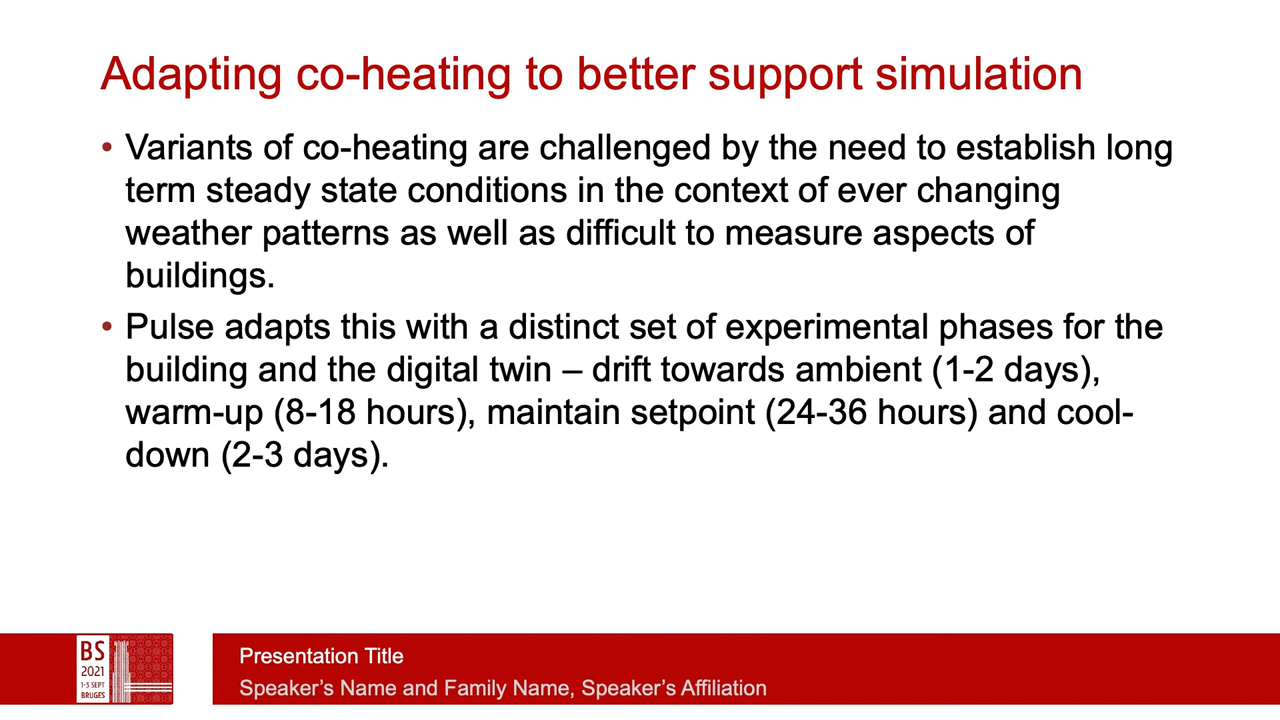 Adapting co-heating to better support simulation
• Variants of co-heating are challenged by the need to establish long
term steady state conditions in the context of ever changing
weather patterns as well as difficult to measure aspects of
buildings.
• Pulse adapts this with a distinct set of experimental phases for the
building and the digital twin – drift towards ambient (1-2 days),
warm-up (8-18 hours), maintain setpoint (24-36 hours) and cool-
down (2-3 days).
BS
2021
1-3 SEPT
BRUGES
Presentation Title
Speaker’s Name and Family Name, Speaker’s Affiliation